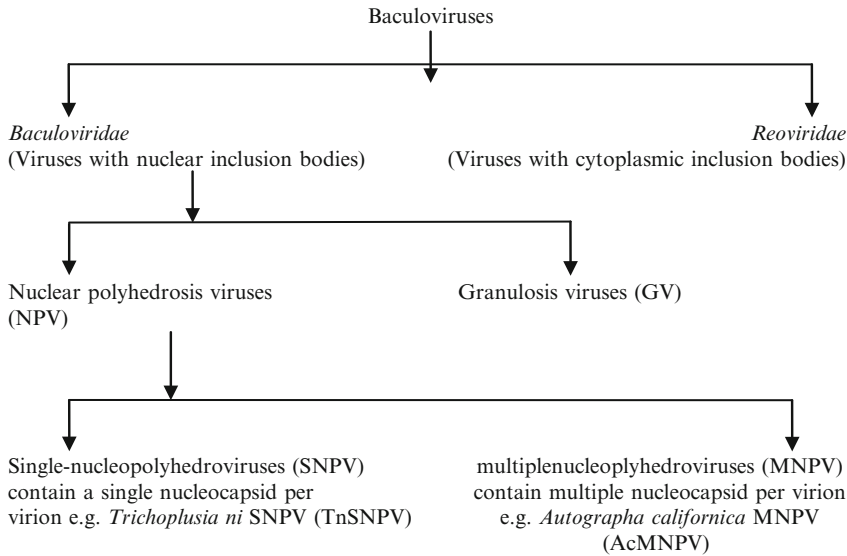 Baculoviruses
Baculoviridae
(Viruses with nuclear inclusion bodies)
Reoviridae
(Viruses with cytoplasmic inclusion bodies)
Nuclear polyhedrosis viruses
(NPV)
Granulosis viruses (GV)
Single-nucleopolyhedroviruses (SNPV)
contain a single nucleocapsid per
virion e.g. Trichoplusia ni SNPV (TnSNPV)
multiplenucleoplyhedroviruses (MNPV)
contain multiple nucleocapsid per virion
e.g. Autographa californica MNPV
(AcMNPV)